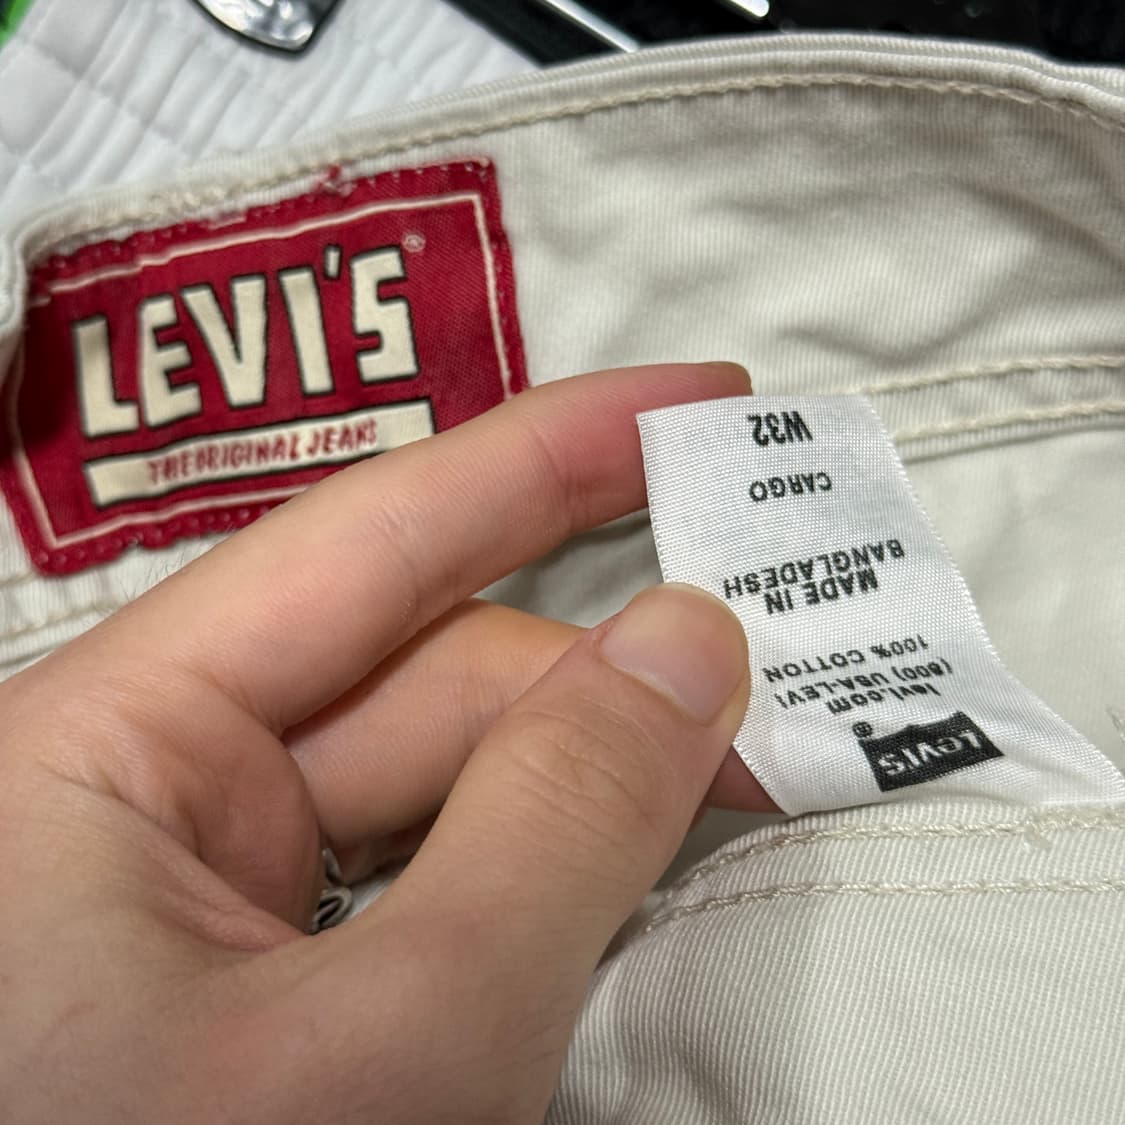 LEVI'S®
THE ORIGINAL JEANS
Levi's
®
levi.com
(800) USA-LEVI
100% COTTON
MADE IN
BANGLADESH
CARGO
W32